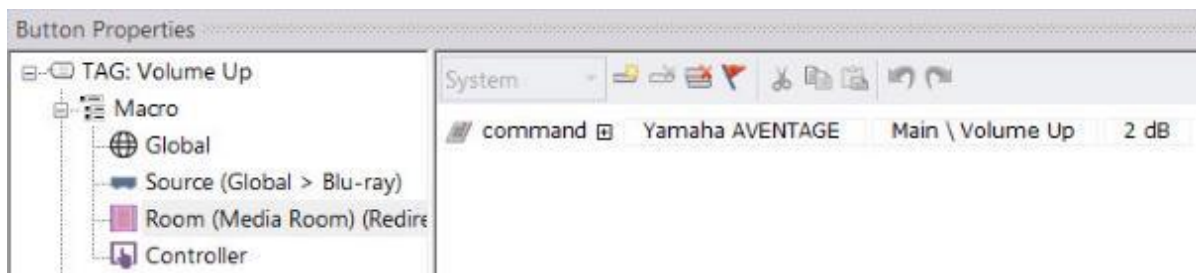 Button Properties
TAG: Volume Up
Macro
Global
Source (Global > Blu-ray)
Room (Media Room) (Redire
Controller
System
command Yamaha AVENTAGE Main \ Volume Up 2 dB